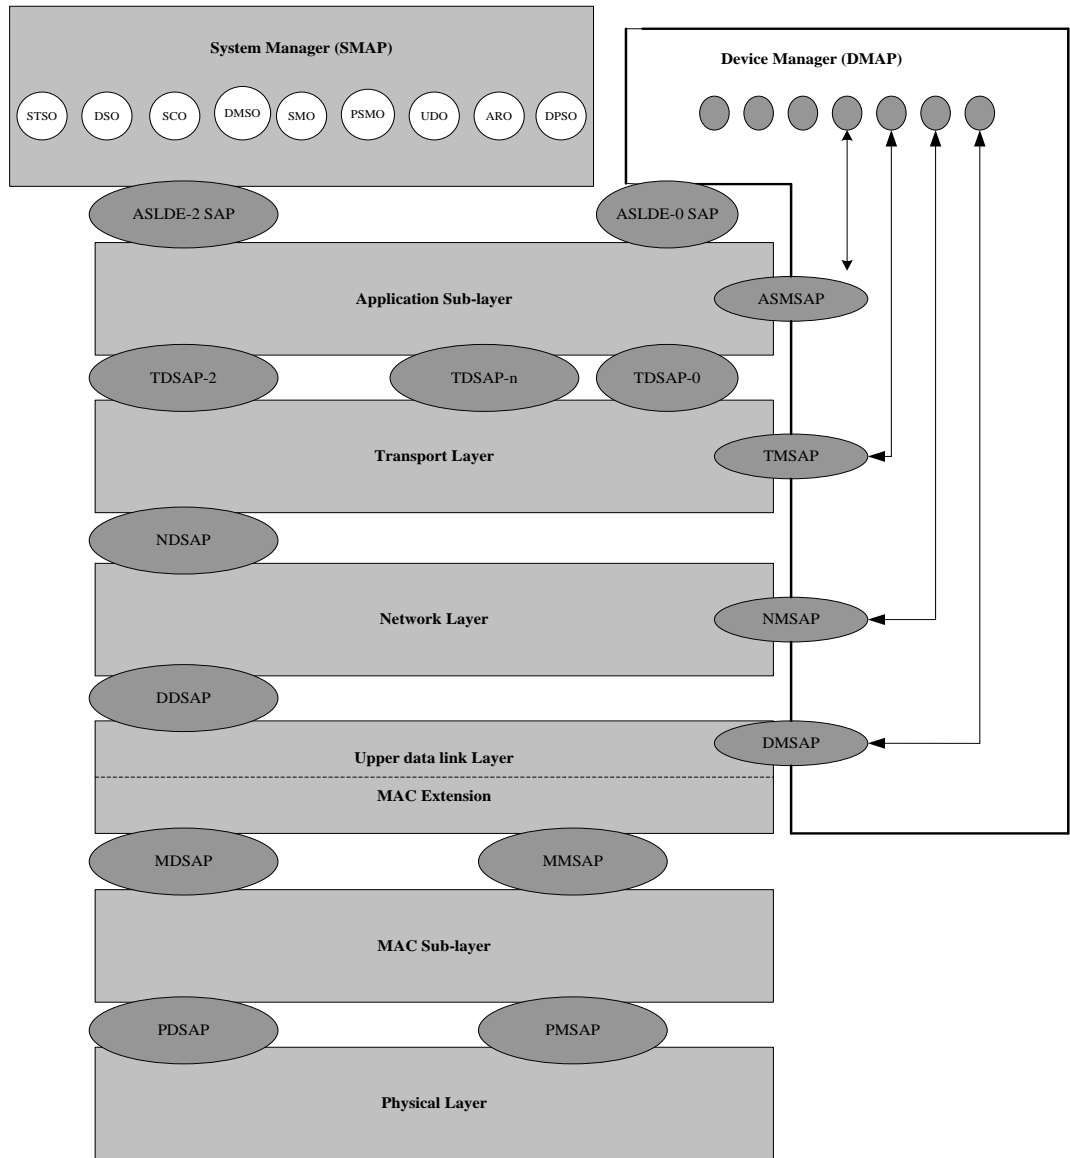 System Manager (SMAP)
Device Manager (DMAP)
STSO
DSO
SCO
DMSO
SMO
PSMO
UDO
ARO
DPSO
ASLDE-2 SAP
ASLDE-0 SAP
Application Sub-layer
ASMSAP
TDSAP-2
TDSAP-n
TDSAP-0
Transport Layer
TMSAP
NDSAP
Network Layer
NMSAP
DDSAP
Upper data link Layer
DMSAP
MAC Extension
MDSAP
MMSAP
MAC Sub-layer
PDSAP
PMSAP
Physical Layer